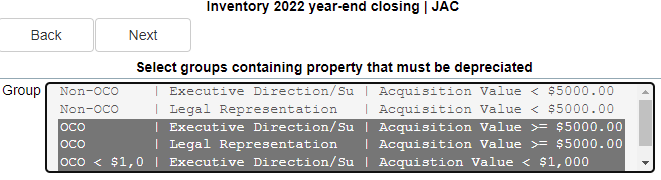 Inventory 2022 year-end closing | JAC
Back Next
Select groups containing property that must be depreciated
Group
Non-OCO | Executive Direction/Su | Acquisition Value < $5000.00
Non-OCO | Legal Representation | Acquisition Value < $5000.00
OCO | Executive Direction/Su | Acquisition Value >= $5000.00
OCO | Legal Representation | Acquisition Value >= $5000.00
OCO < $1,0 | Executive Direction/Su | Acquistion Value < $1,000